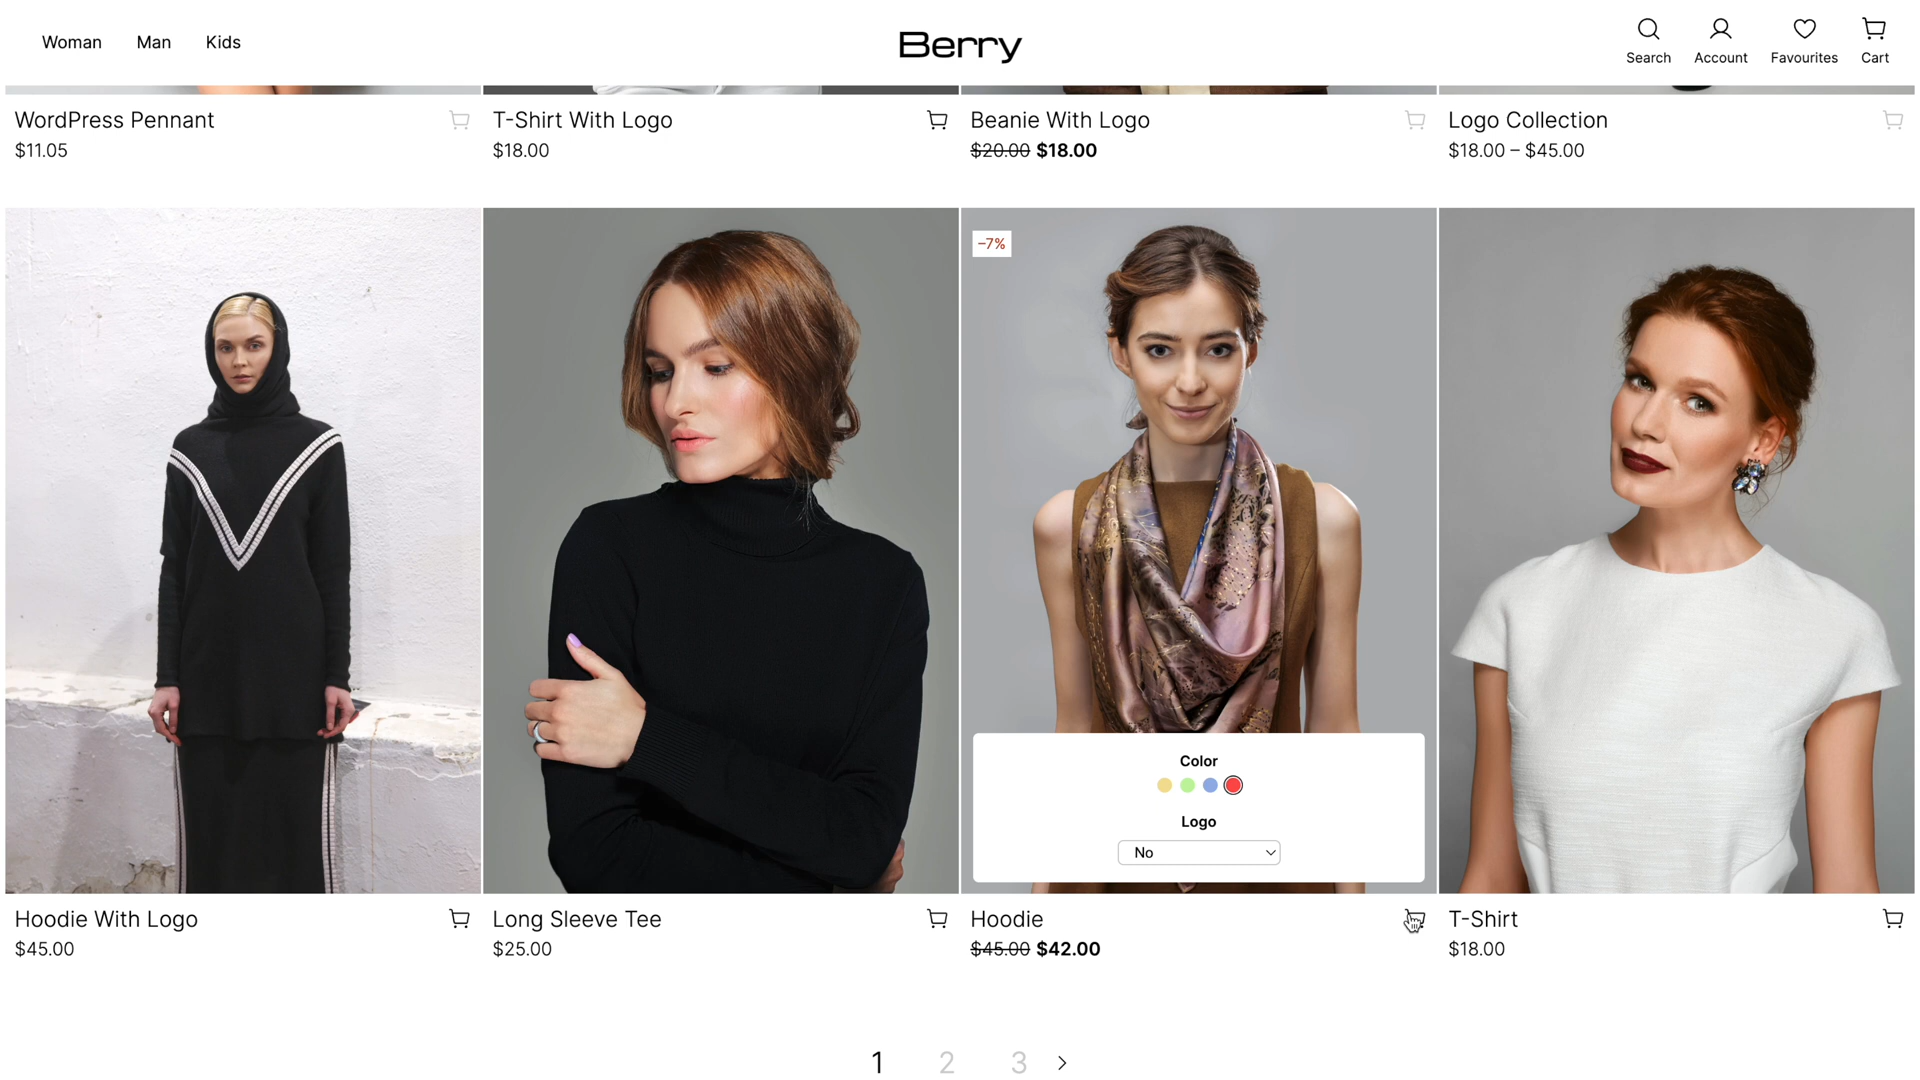 Woman Man Kids
Berry
Search Account Favourites Cart
WordPress Pennant
$11.05
T-Shirt With Logo
$18.00
Beanie With Logo
$20.00 $18.00
Logo Collection
$18.00 – $45.00
–7%
Color
Logo
No
Hoodie With Logo
$45.00
Long Sleeve Tee
$25.00
Hoodie
$45.00 $42.00
T-Shirt
$18.00
1 2 3